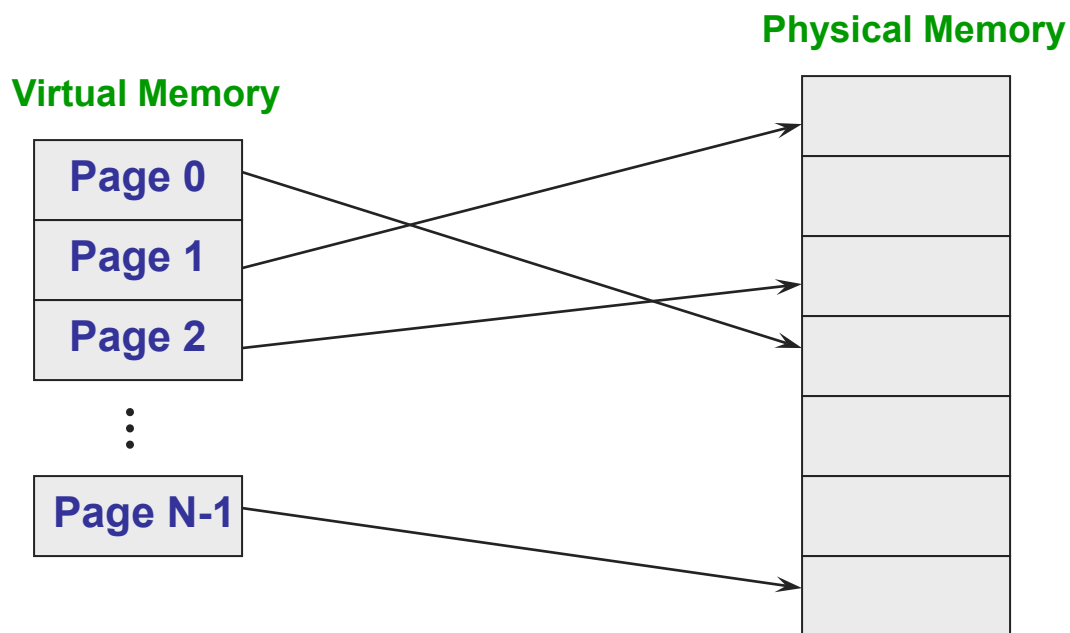 Physical Memory
Virtual Memory
Page 0
Page 1
Page 2
Page N-1